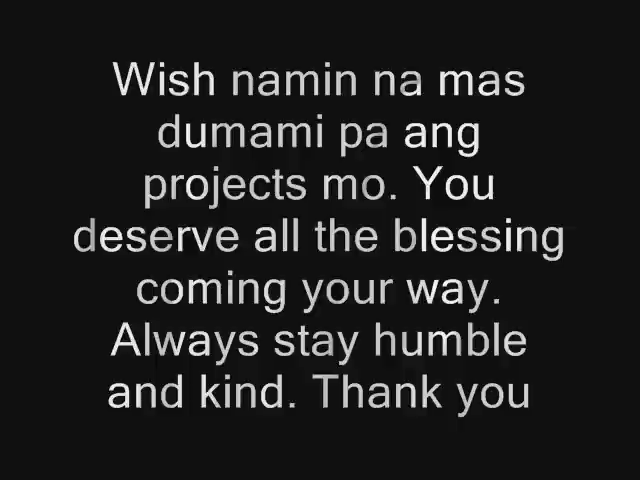 Wish namin na mas
dumami pa ang
projects mo. You
deserve all the blessing
coming your way.
Always stay humble
and kind. Thank you